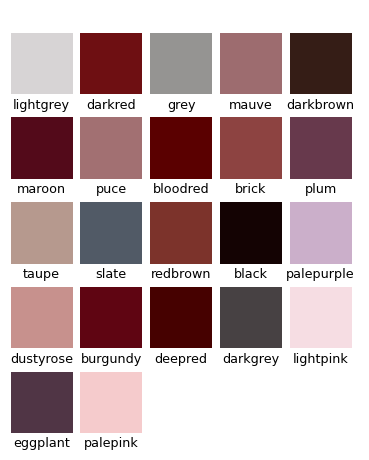 lightgrey darkred grey mauve darkbrown
maroon puce bloodred brick plum
taupe slate redbrown black palepurple
dustyrose burgundy deepred darkgrey lightpink
eggplant palepink